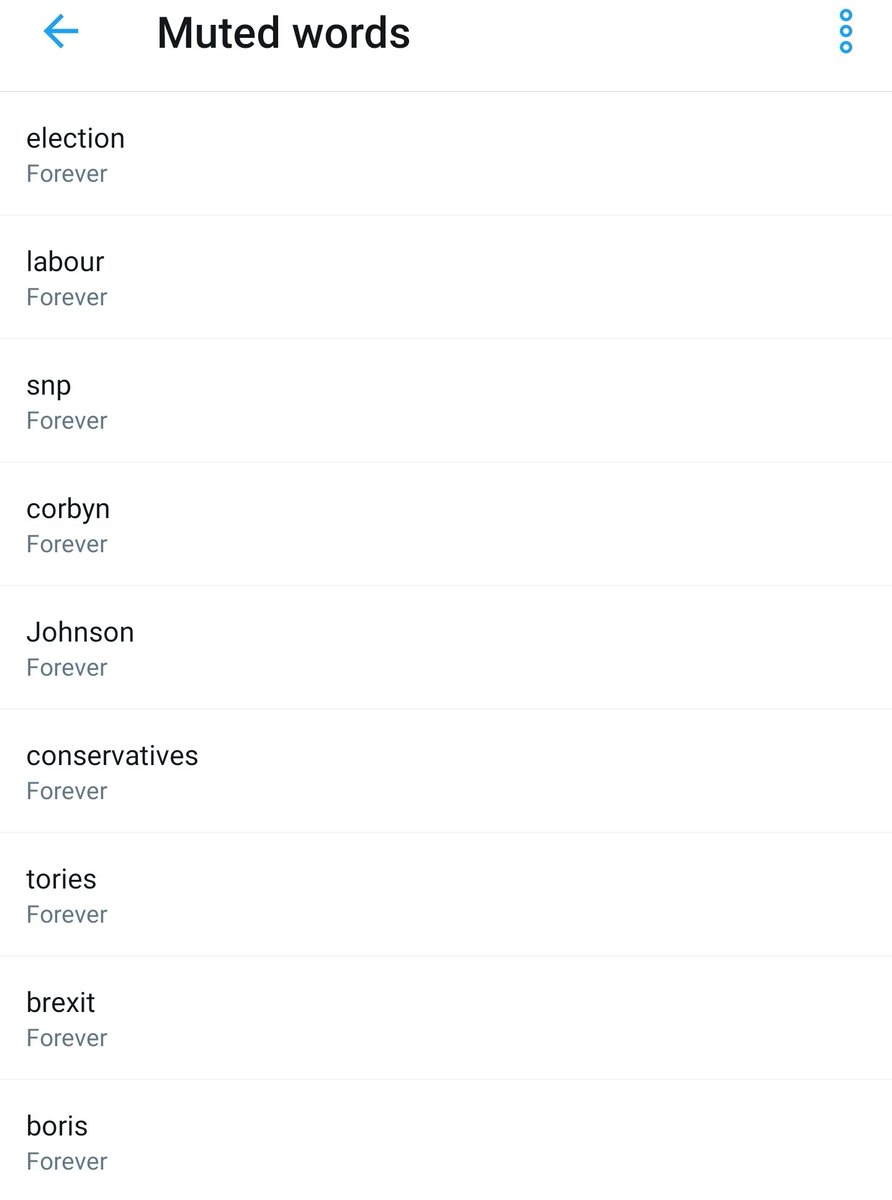 Muted words
election
Forever
labour
Forever
snp
Forever
corbyn
Forever
Johnson
Forever
conservatives
Forever
tories
Forever
brexit
Forever
boris
Forever